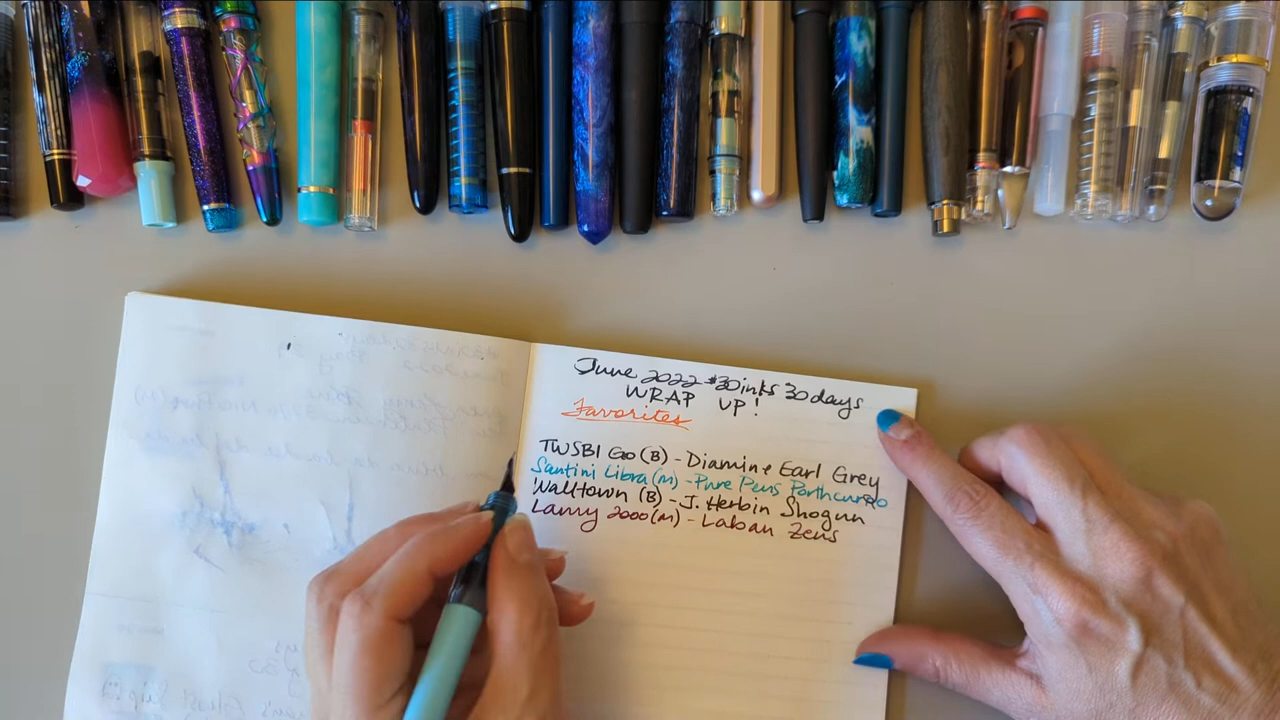 June 2022 #30inks 30days
WRAP UP!
Favorites
TWSBI Go (B) - Diamine Earl Grey
Santini Libra (M) - Pure Pens Porthcurno
Nalltown (B) - J. Herbin Shogun
Lamy 2000 (M) - Laban Zeus